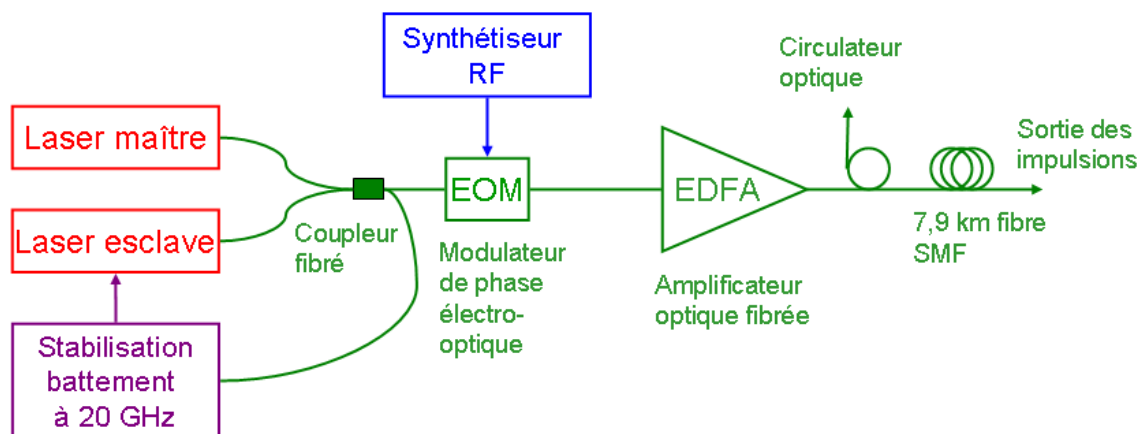 Synthétiseur
RF
Circulateur
optique
Laser maître
Sortie des
impulsions
EOM
EDFA
Laser esclave
Coupleur
fibré
Modulateur
de phase
électro-
optique
7,9 km fibre
SMF
Amplificateur
optique fibrée
Stabilisation
battement
à 20 GHz